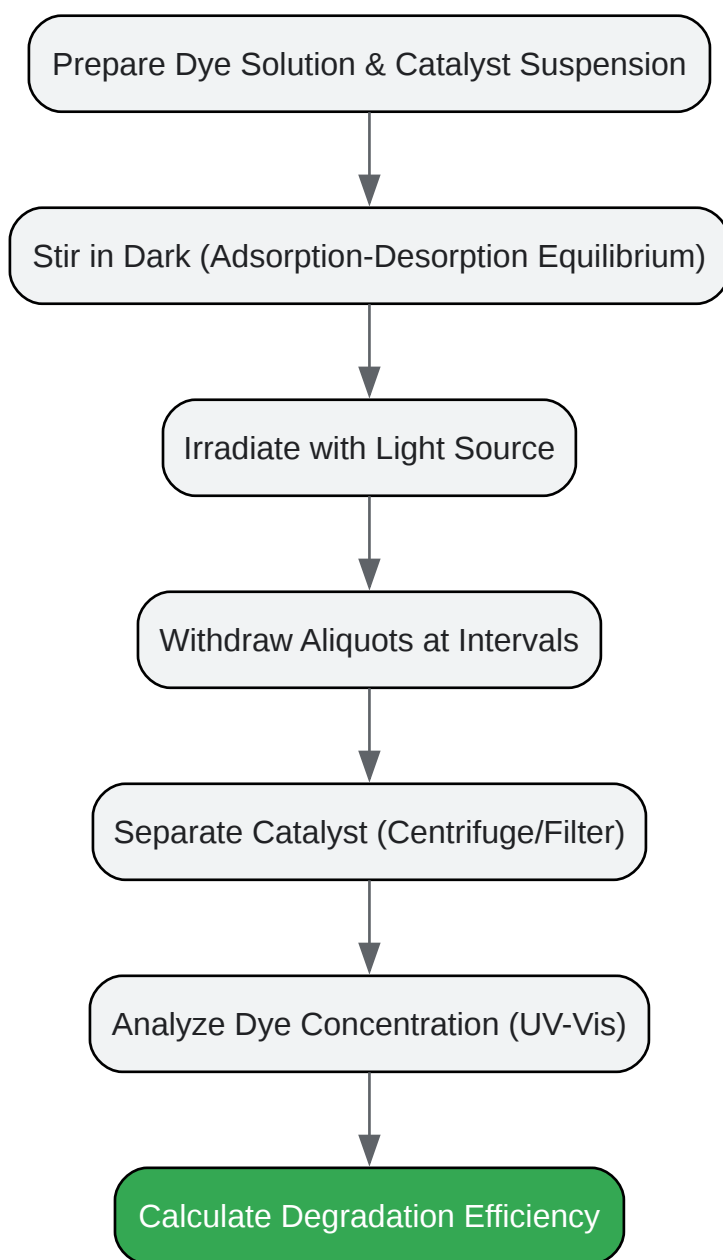 Prepare Dye Solution & Catalyst Suspension
Stir in Dark (Adsorption-Desorption Equilibrium)
Irradiate with Light Source
Withdraw Aliquots at Intervals
Separate Catalyst (Centrifuge/Filter)
Analyze Dye Concentration (UV-Vis)
Calculate Degradation Efficiency